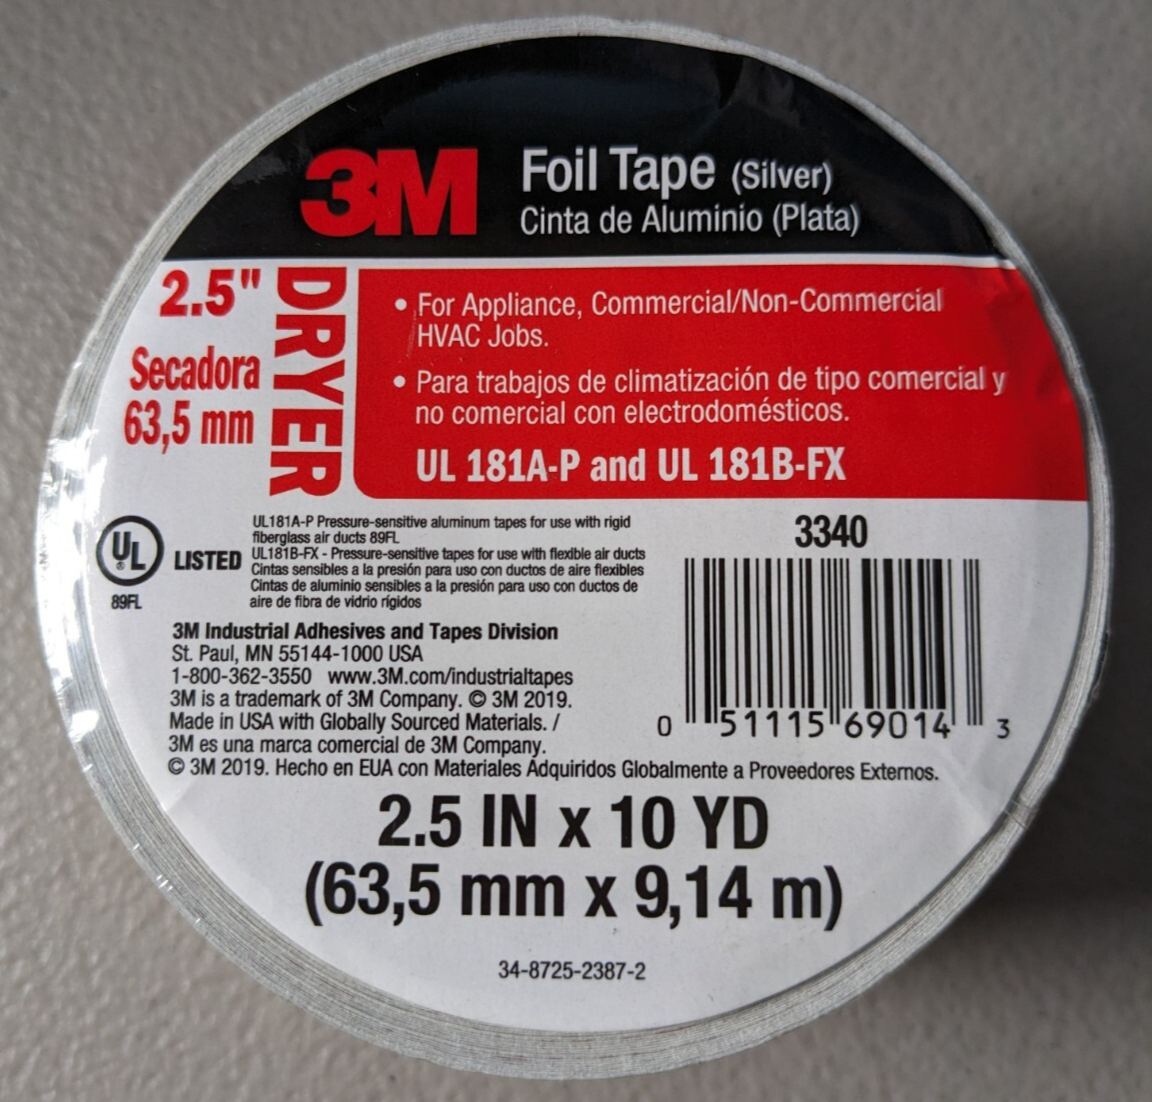 3M
Foil Tape (Silver)
Cinta de Aluminio (Plata)
2.5"
Secadora
63,5 mm
DRYER
• For Appliance, Commercial/Non-Commercial
HVAC Jobs.
• Para trabajos de climatización de tipo comercial y
no comercial con electrodomésticos.
UL 181A-P and UL 181B-FX
UL
®
LISTED
89FL
UL181A-P Pressure-sensitive aluminum tapes for use with rigid
fiberglass air ducts 89FL
UL181B-FX - Pressure-sensitive tapes for use with flexible air ducts
Cintas sensibles a la presión para uso con ductos de aire flexibles
Cintas de aluminio sensibles a la presión para uso con ductos de
aire de fibra de vidrio rígidos
3M Industrial Adhesives and Tapes Division
St. Paul, MN 55144-1000 USA
1-800-362-3550 www.3M.com/industrialtapes
3M is a trademark of 3M Company. © 3M 2019.
Made in USA with Globally Sourced Materials. /
3M es una marca comercial de 3M Company.
© 3M 2019. Hecho en EUA con Materiales Adquiridos Globalmente a Proveedores Externos.
3340
0 51115 69014 3
2.5 IN x 10 YD
(63,5 mm x 9,14 m)
34-8725-2387-2